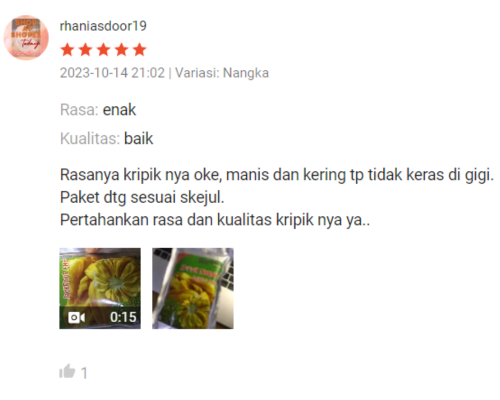 rhaniasdoor19
2023-10-14 21:02 | Variasi: Nangka
Rasa: enak
Kualitas: baik
Rasanya kripik nya oke, manis dan kering tp tidak keras di gigi.
Paket dtg sesuai skejul.
Pertahankan rasa dan kualitas kripik nya ya..
0:15
1